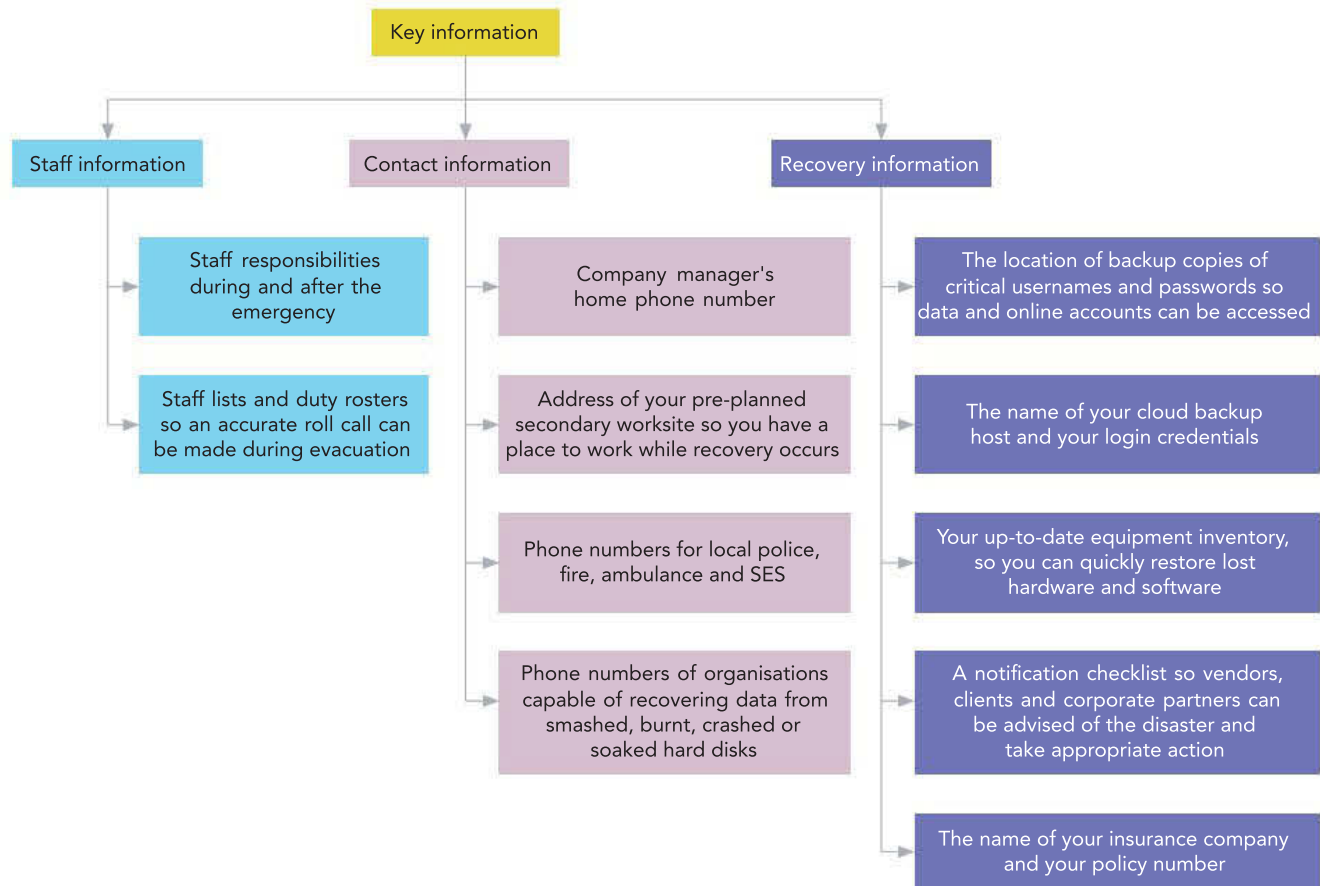 Key information
Staff information
Contact information
Recovery information
Staff responsibilities
during and after the
emergency
Staff lists and duty rosters
so an accurate roll call can
be made during evacuation
Company manager's
home phone number
Address of your pre-planned
secondary worksite so you have a
place to work while recovery occurs
Phone numbers for local police,
fire, ambulance and SES
Phone numbers of organisations
capable of recovering data from
smashed, burnt, crashed or
soaked hard disks
The location of backup copies of
critical usernames and passwords so
data and online accounts can be accessed
The name of your cloud backup
host and your login credentials
Your up-to-date equipment inventory,
so you can quickly restore lost
hardware and software
A notification checklist so vendors,
clients and corporate partners can
be advised of the disaster and
take appropriate action
The name of your insurance company
and your policy number